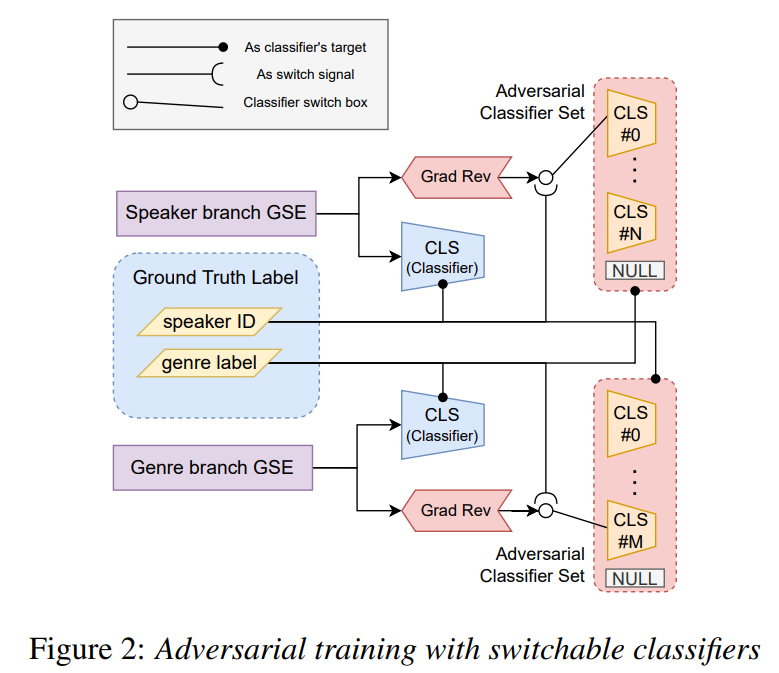 As classifier's target
As switch signal
Classifier switch box
Adversarial
Classifier Set
CLS
#0
Grad Rev
Speaker branch GSE
CLS
(Classifier)
CLS
#N
NULL
Ground Truth Label
speaker ID
genre label
CLS
(Classifier)
CLS
#0
Genre branch GSE
Grad Rev
CLS
#M
Adversarial
Classifier Set
NULL
Figure 2: Adversarial training with switchable classifiers